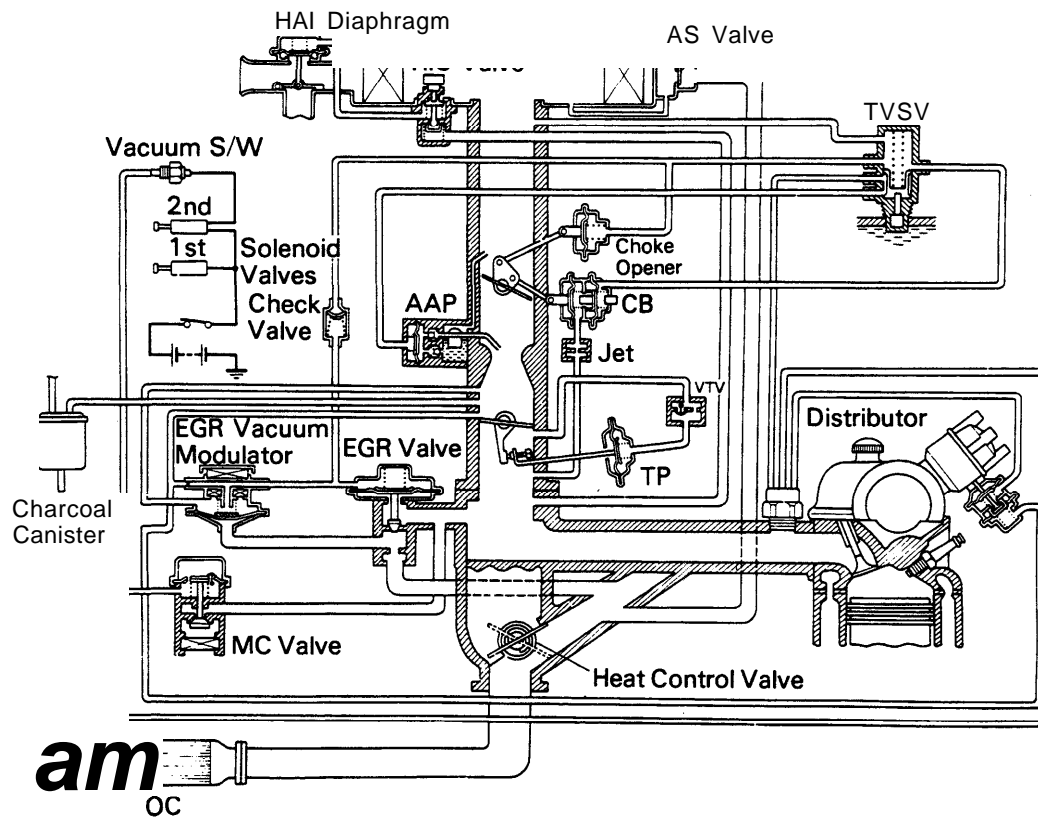 HAI Diaphragm
AS Valve
TVSV
Vacuum S/W
2nd
1st
Solenoid
Valves
Check
Valve
Choke
Opener
AAP
CB
Jet
VTV
Distributor
EGR Vacuum
Modulator
EGR Valve
TP
Charcoal
Canister
MC Valve
Heat Control Valve
am
OC